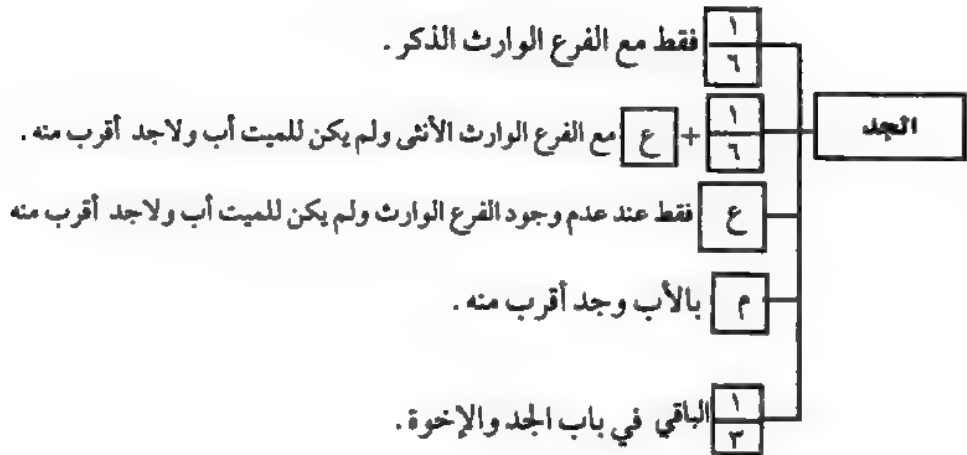 الجد
١/٦ فقط مع الفرع الوارث الذكر .
١/٦ + ع مع الفرع الوارث الأنثى ولم يكن للميت أب ولاجد أقرب منه .
ع فقط عند عدم وجود الفرع الوارث ولم يكن للميت أب ولاجد أقرب منه
م بالأب وجد أقرب منه .
١/٣ الباقي في باب الجد والإخوة .